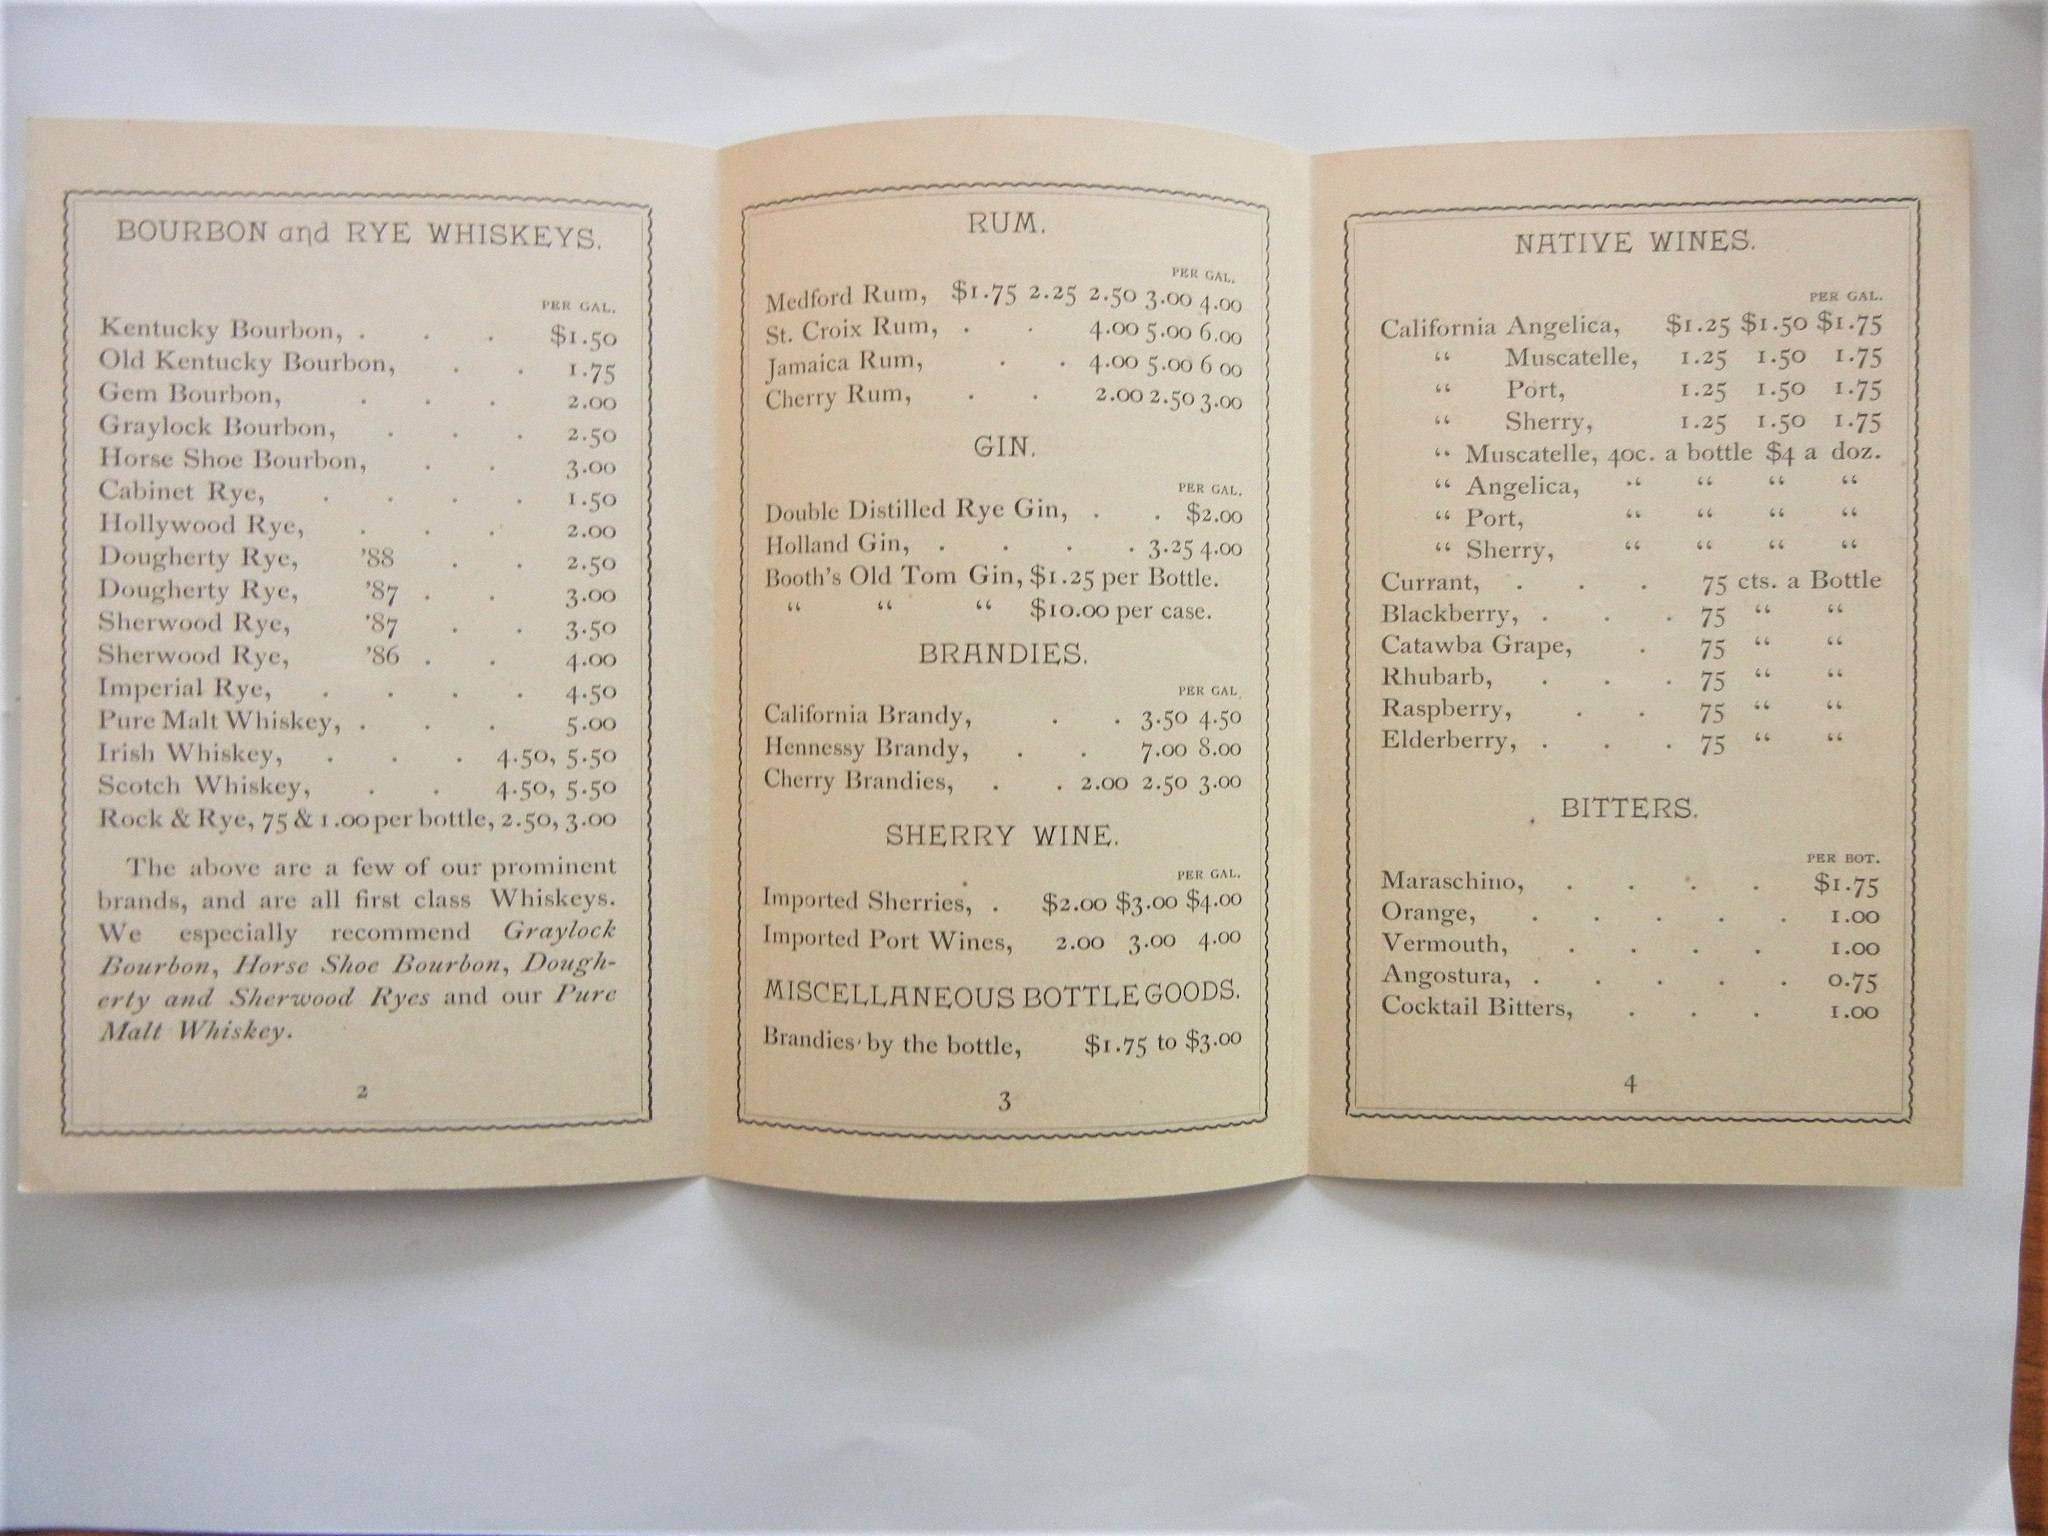 BOURBON and RYE WHISKEYS.
PER GAL.
Kentucky Bourbon, . . . $1.50
Old Kentucky Bourbon, . . 1.75
Gem Bourbon, . . . 2.00
Graylock Bourbon, . . . 2.50
Horse Shoe Bourbon, . . 3.00
Cabinet Rye, . . . . 1.50
Hollywood Rye, . . . 2.00
Dougherty Rye, '88 . . 2.50
Dougherty Rye, '87 . . 3.00
Sherwood Rye, '87 . . 3.50
Sherwood Rye, '86 . . 4.00
Imperial Rye, . . . . 4.50
Pure Malt Whiskey, . . . 5.00
Irish Whiskey, . . . 4.50, 5.50
Scotch Whiskey, . . 4.50, 5.50
Rock & Rye, 75 & 1.00 per bottle, 2.50, 3.00
The above are a few of our prominent
brands, and are all first class Whiskeys.
We especially recommend Graylock
Bourbon, Horse Shoe Bourbon, Dough-
erty and Sherwood Ryes and our Pure
Malt Whiskey.
2
RUM.
PER GAL.
Medford Rum, $1.75 2.25 2.50 3.00 4.00
St. Croix Rum, . . 4.00 5.00 6.00
Jamaica Rum, . . 4.00 5.00 6 00
Cherry Rum, . . 2.00 2.50 3.00
GIN.
PER GAL.
Double Distilled Rye Gin, . . $2.00
Holland Gin, . . . . 3.25 4.00
Booth's Old Tom Gin, $1.25 per Bottle.
“ “ “ $10.00 per case.
BRANDIES.
PER GAL.
California Brandy, . . 3.50 4.50
Hennessy Brandy, . . 7.00 8.00
Cherry Brandies, . . 2.00 2.50 3.00
SHERRY WINE.
PER GAL.
Imported Sherries, . $2.00 $3.00 $4.00
Imported Port Wines, 2.00 3.00 4.00
MISCELLANEOUS BOTTLE GOODS.
Brandies by the bottle, $1.75 to $3.00
3
NATIVE WINES.
PER GAL.
California Angelica, $1.25 $1.50 $1.75
“ Muscatelle, 1.25 1.50 1.75
“ Port, 1.25 1.50 1.75
“ Sherry, 1.25 1.50 1.75
“ Muscatelle, 40c. a bottle $4 a doz.
“ Angelica, “ “ “ “
“ Port, “ “ “ “
“ Sherry, “ “ “ “
Currant, . . . 75 cts. a Bottle
Blackberry, . . . 75 “ “
Catawba Grape, . 75 “ “
Rhubarb, . . . 75 “ “
Raspberry, . . 75 “ “
Elderberry, . . . 75 “ “
BITTERS.
PER BOT.
Maraschino, . . . . $1.75
Orange, . . . . . 1.00
Vermouth, . . . . 1.00
Angostura, . . . . . 0.75
Cocktail Bitters, . . . 1.00
4